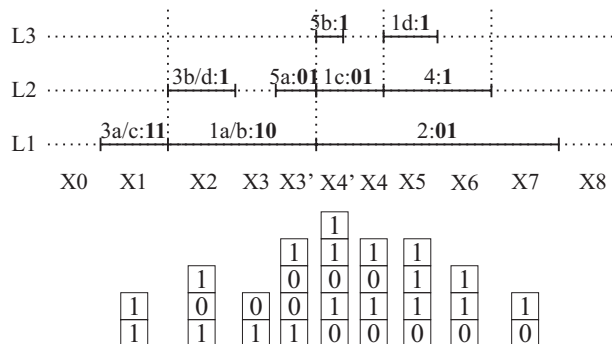 L3 5b:1 1d:1
L2 3b/d:1 5a:01 1c:01 4:1
L1 3a/c:11 1a/b:10 2:01
X0 X1 X2 X3 X3' X4' X4 X5 X6 X7 X8
1
1 1 1 1
1 0 0 0 1 1
1 0 0 0 1 1 1 1 1
1 1 1 1 0 0 0 0 0